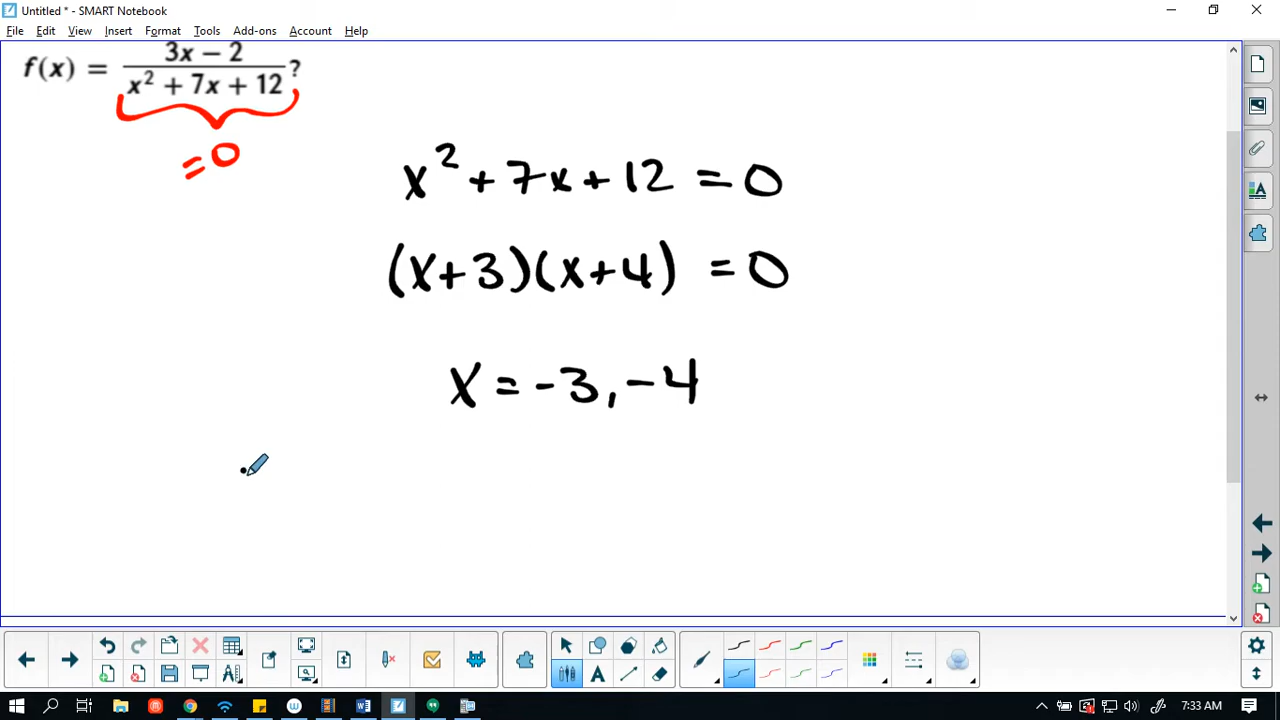 Untitled * - SMART Notebook
File Edit View Insert Format Tools Add-ons Account Help
f(x) = (3x − 2)/(x² + 7x + 12)?
=0
x² + 7x + 12 = 0
(x+3)(x+4) = 0
x = -3, -4
7:33 AM